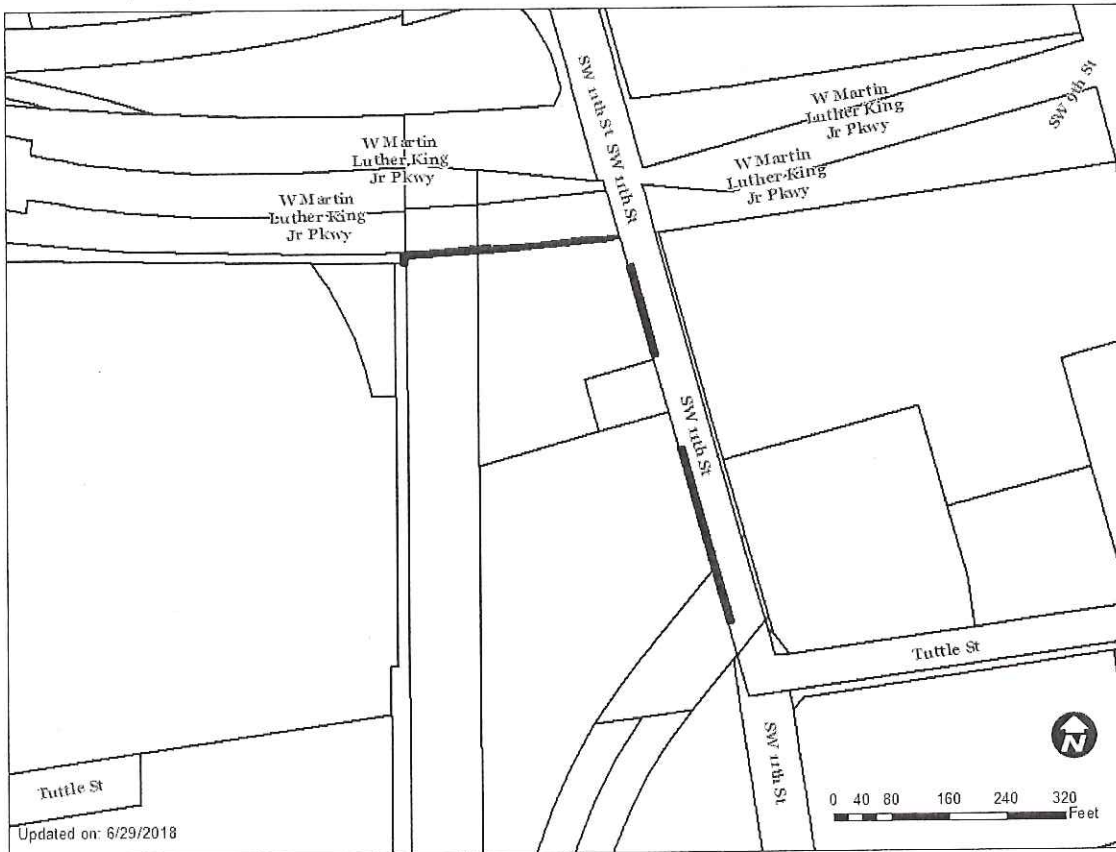 SW 11th St
SW 11th St
SW 9th St
W Martin
Luther King
Jr Pkwy
W Martin
Luther King
Jr Pkwy
W Martin
Luther King
Jr Pkwy
W Martin
Luther King
Jr Pkwy
SW 11th St
Tuttle St
SW 11th St
Tuttle St
N
0 40 80 160 240 320
Feet
Updated on: 6/29/2018